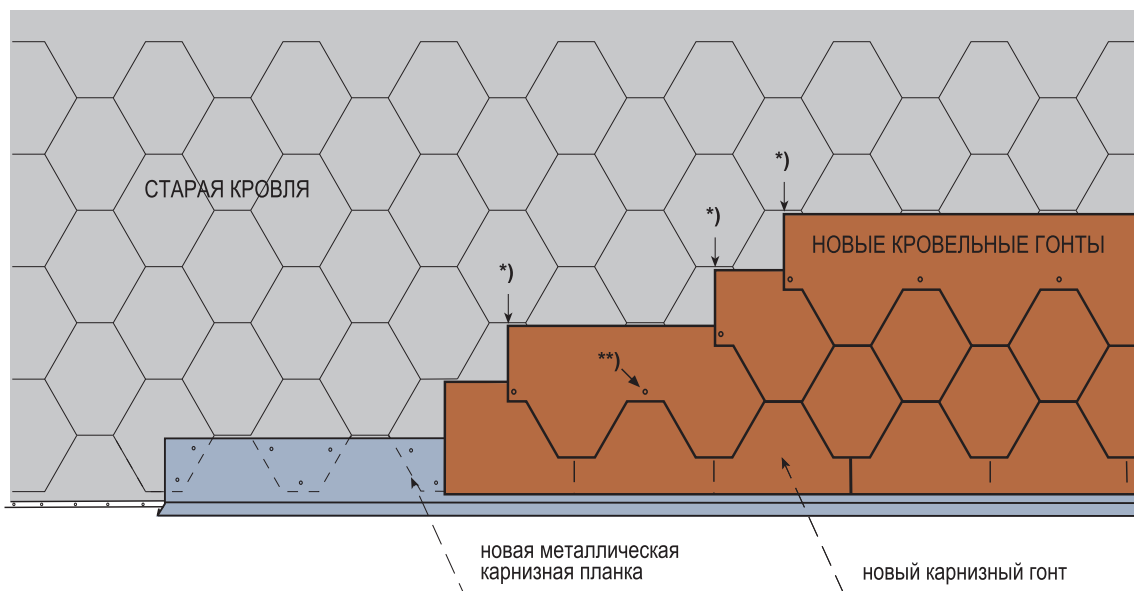 *)
СТАРАЯ КРОВЛЯ
*)
НОВЫЕ КРОВЕЛЬНЫЕ ГОНТЫ
*)
**)
новая металлическая
карнизная планка
новый карнизный гонт